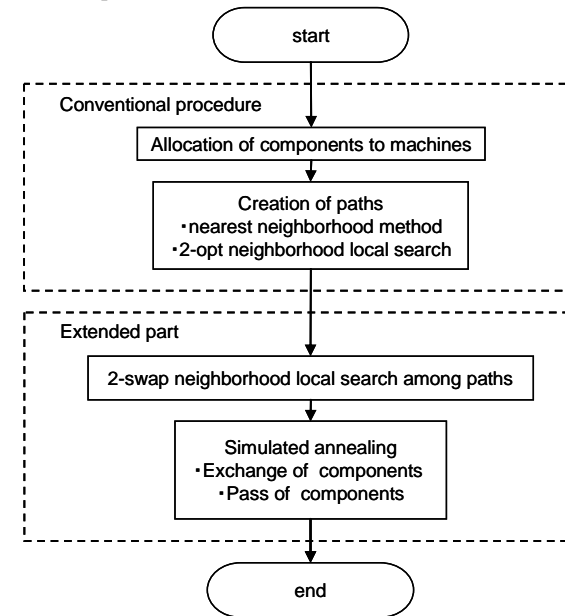 start
Conventional procedure
Allocation of components to machines
Creation of paths
・nearest neighborhood method
・2-opt neighborhood local search
Extended part
2-swap neighborhood local search among paths
Simulated annealing
・Exchange of components
・Pass of components
end